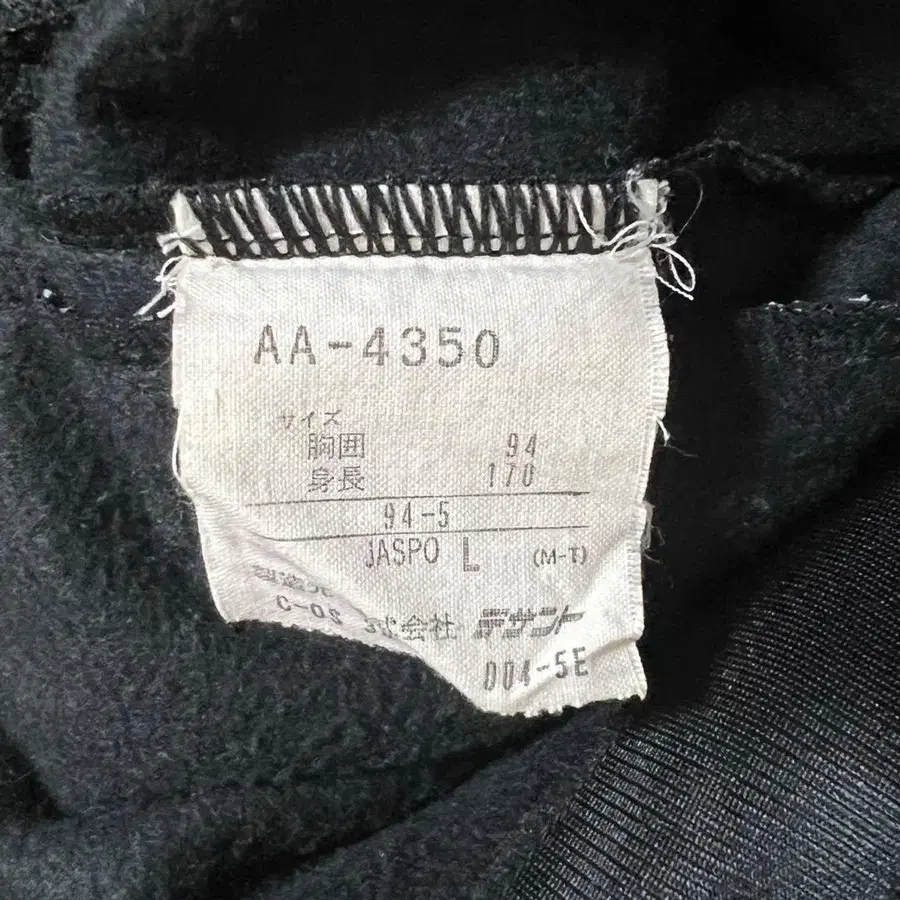 AA-4350
サイズ
胸囲 94
身長 170
94-5
JASPO L (M-T)
C-OS 式会社 デサント
004-5E